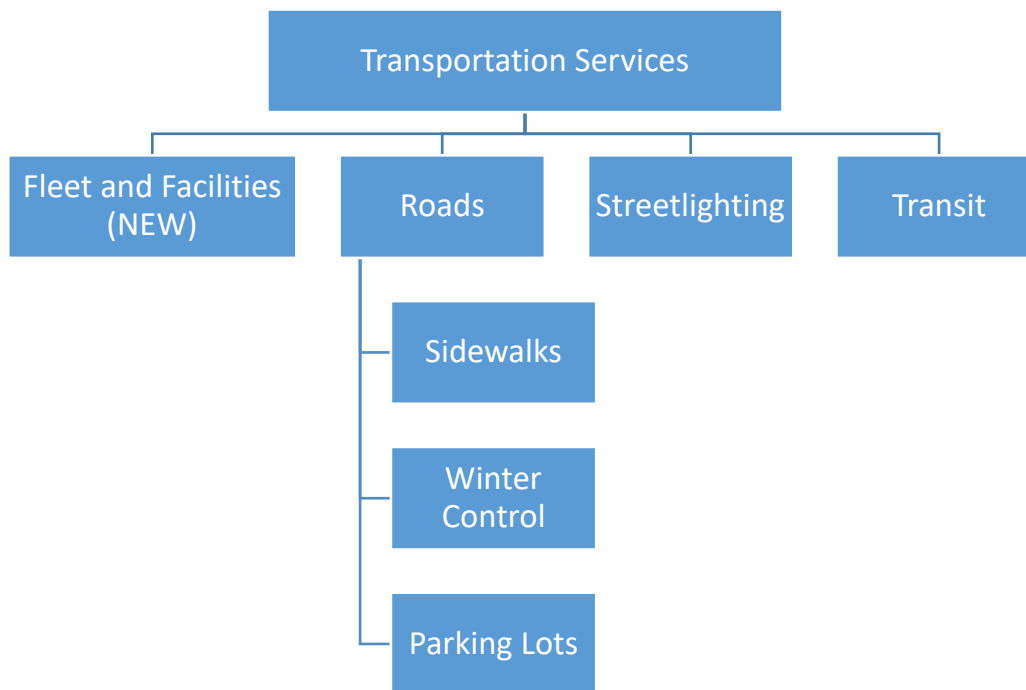 Transportation Services
Fleet and Facilities
(NEW)
Roads
Streetlighting
Transit
Sidewalks
Winter
Control
Parking Lots